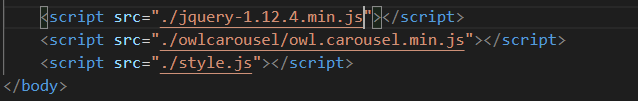 <script src="./jquery-1.12.4.min.js"></script>
<script src="./owlcarousel/owl.carousel.min.js"></script>
<script src="./style.js"></script>
</body>